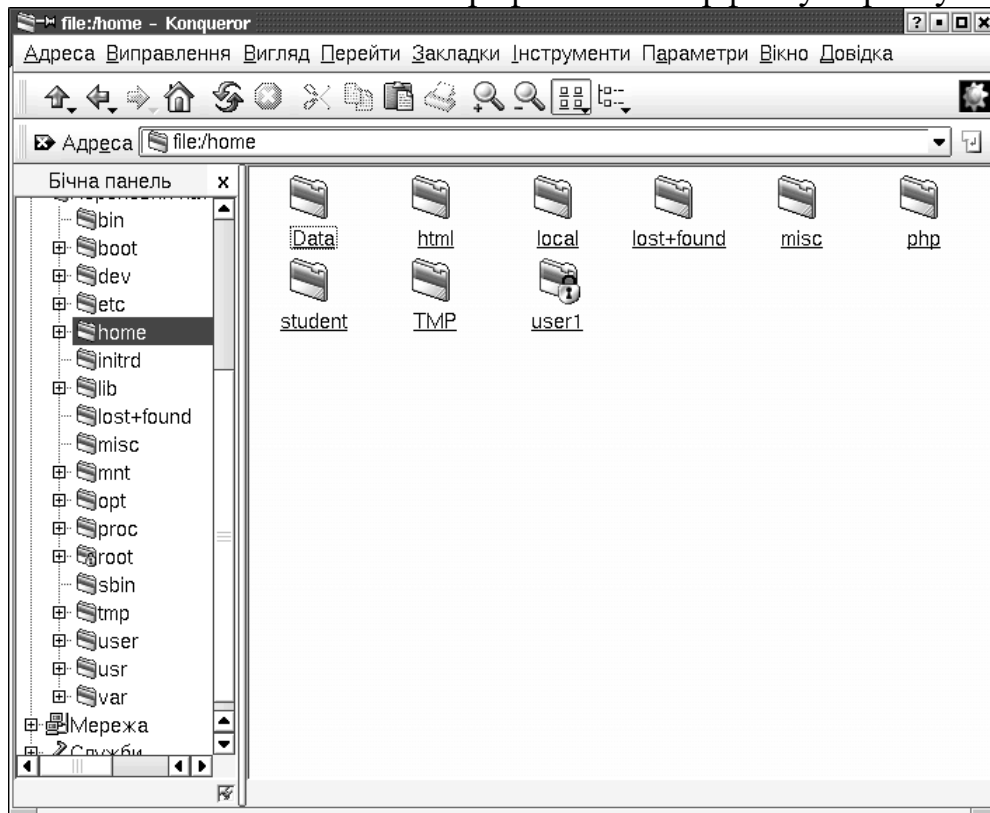 file:/home – Konqueror
Адреса Виправлення Вигляд Перейти Закладки Інструменти Параметри Вікно Довідка
Адреса file:/home
Бічна панель x
bin
boot
dev
etc
home
initrd
lib
lost+found
misc
mnt
opt
proc
root
sbin
tmp
user
usr
var
Мережа
Служби
Data html local lost+found misc php
student TMP user1